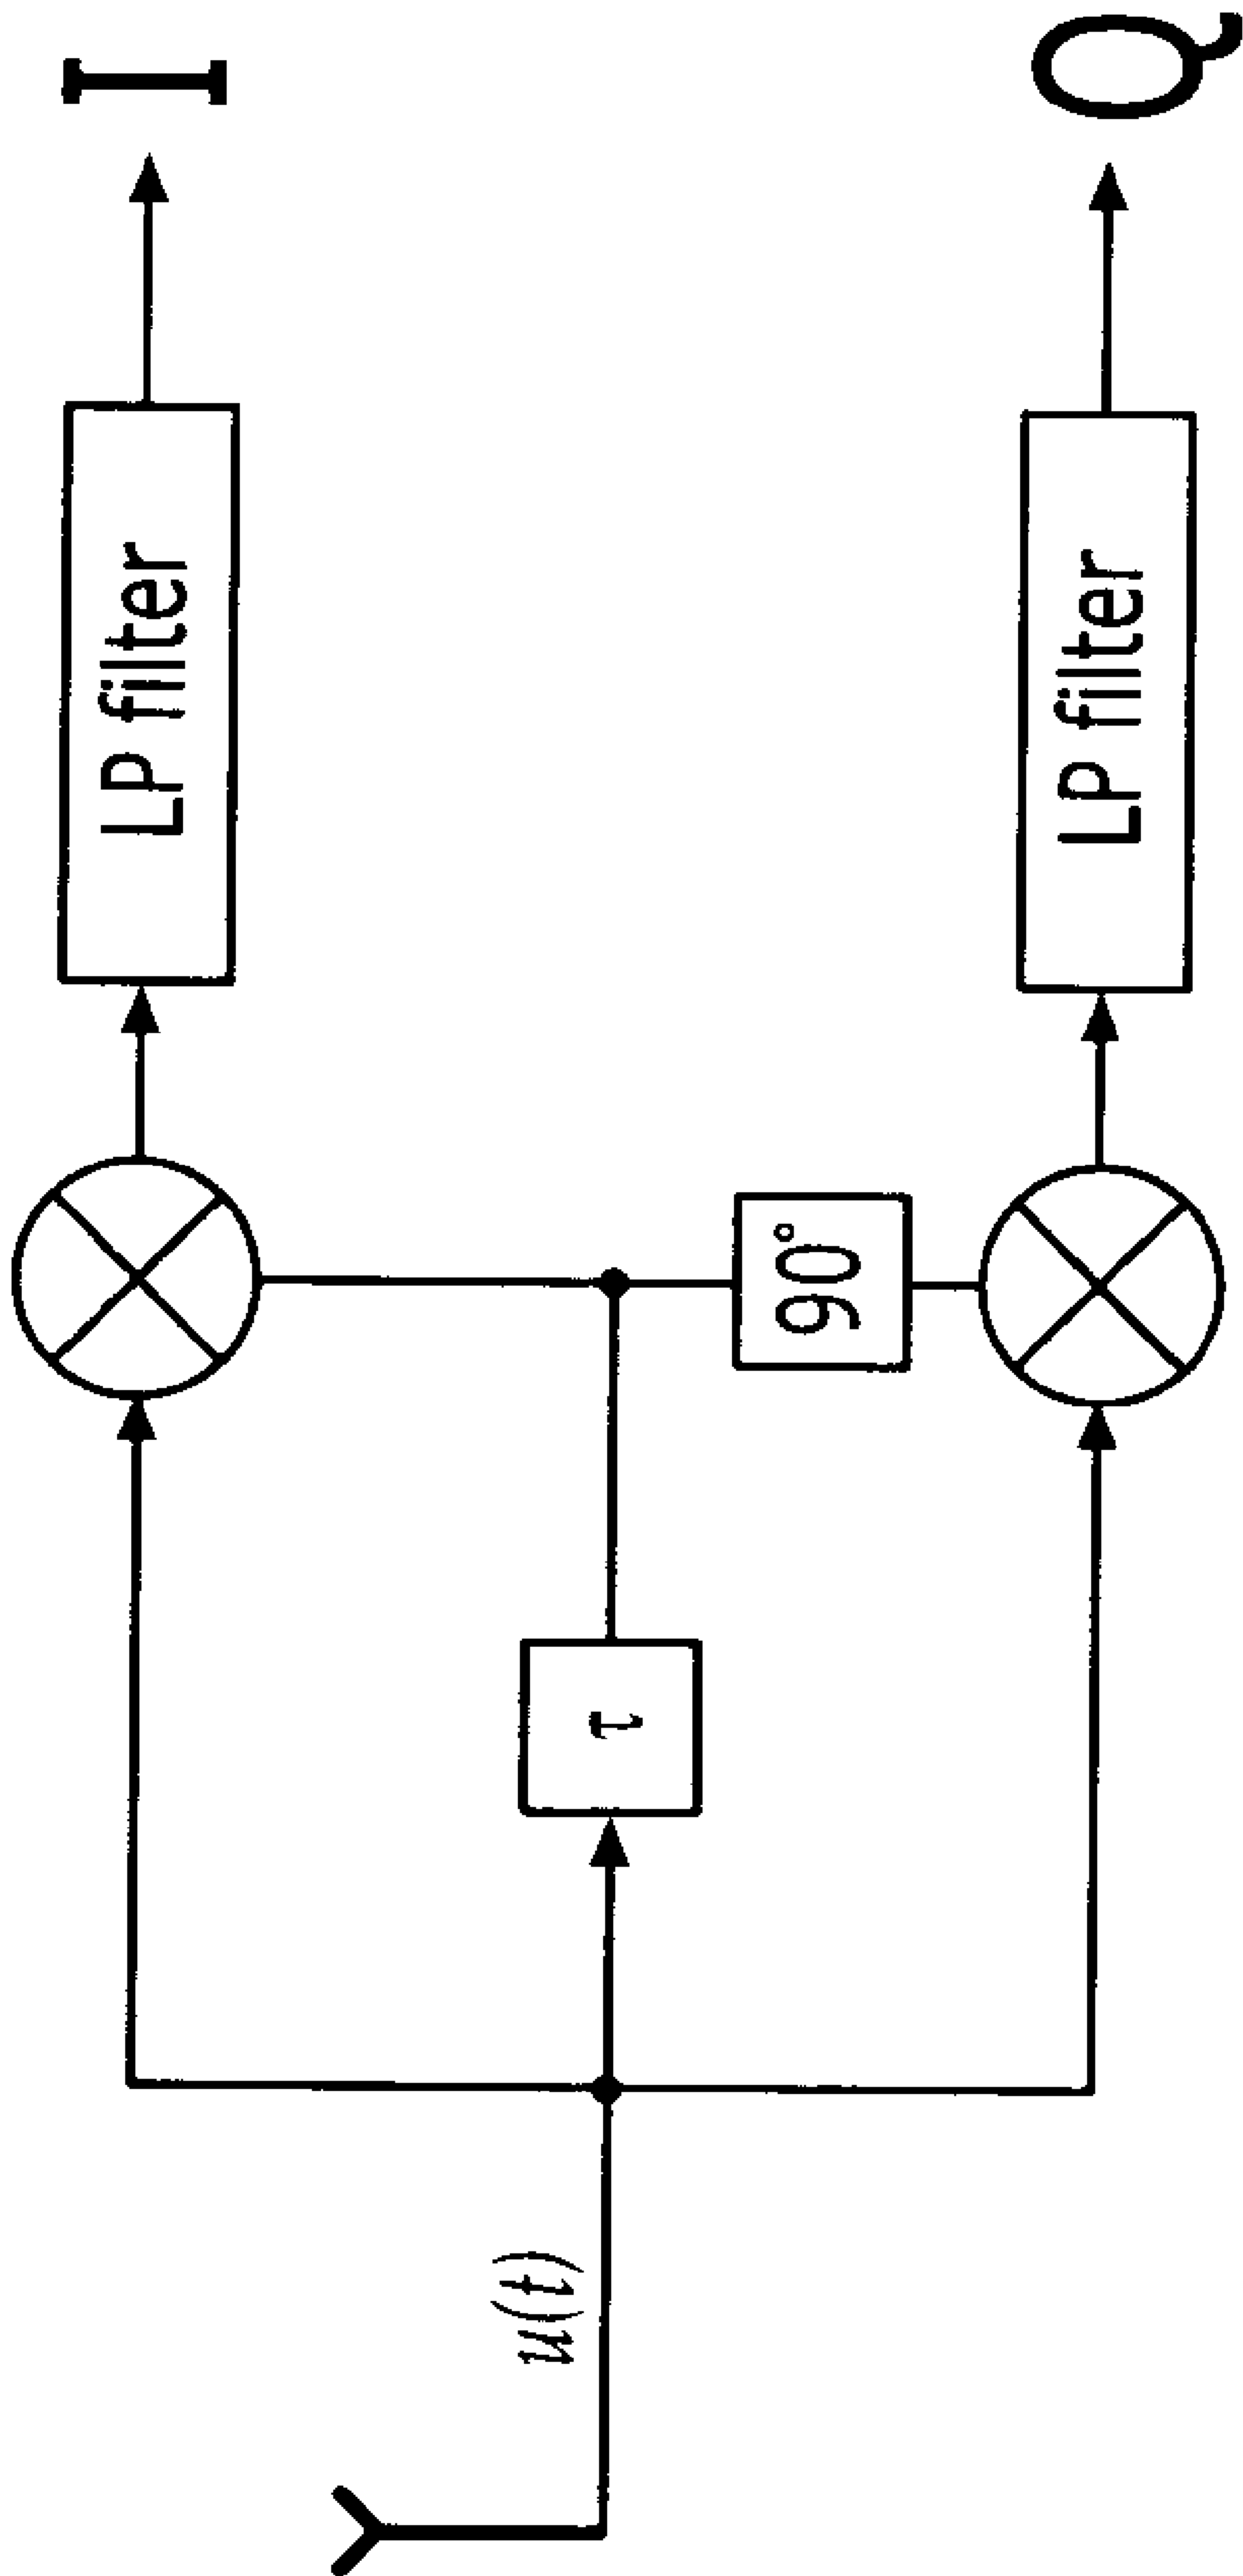 u(t)
τ
90°
LP filter
I
LP filter
Q